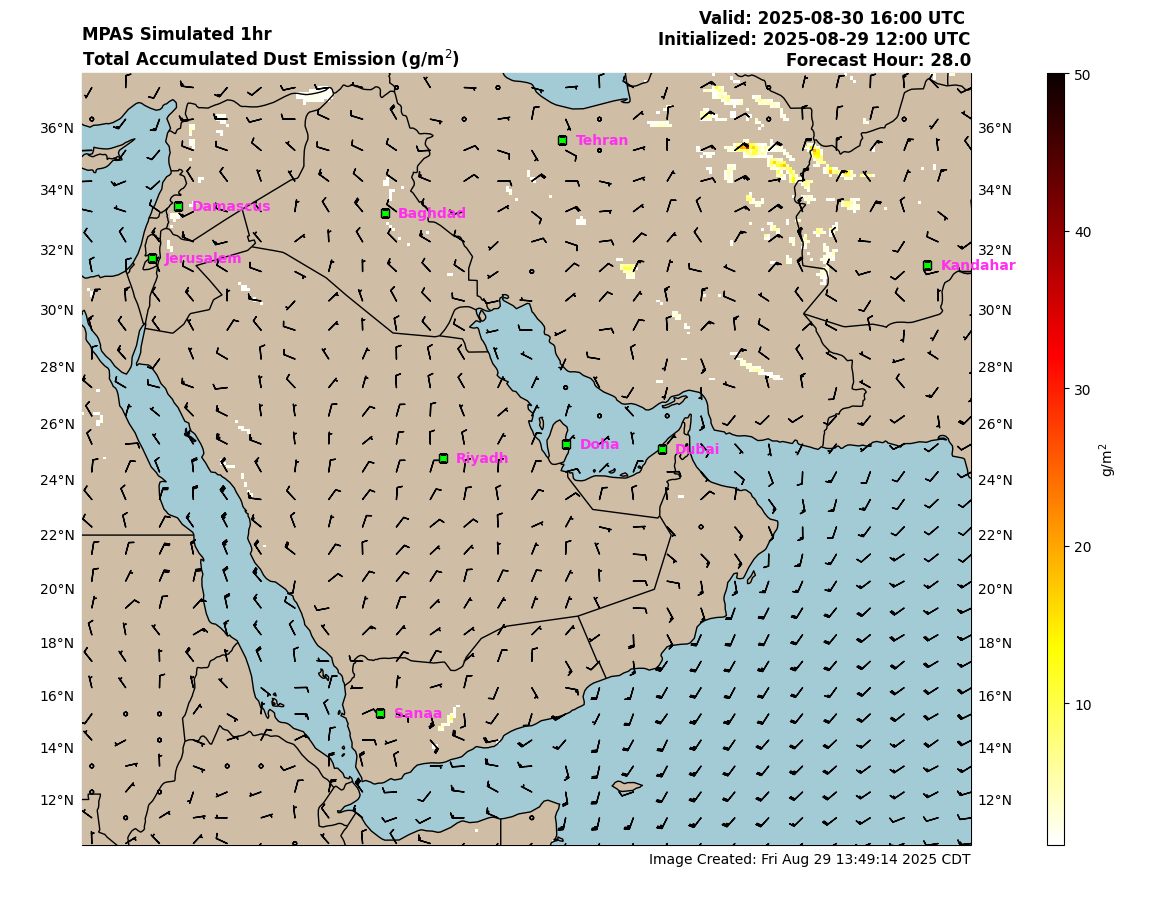 MPAS Simulated 1hr
Total Accumulated Dust Emission (g/m²)
Valid: 2025-08-30 16:00 UTC
Initialized: 2025-08-29 12:00 UTC
Forecast Hour: 28.0
36°N
34°N
32°N
30°N
28°N
26°N
24°N
22°N
20°N
18°N
16°N
14°N
12°N
Tehran
Damascus
Baghdad
Jerusalem
Kandahar
Doha
Dubai
Riyadh
Sanaa
36°N
34°N
32°N
30°N
28°N
26°N
24°N
22°N
20°N
18°N
16°N
14°N
12°N
50
40
30
20
10
g/m²
Image Created: Fri Aug 29 13:49:14 2025 CDT